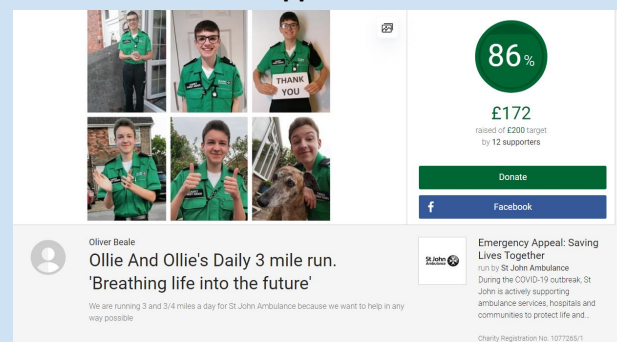 THANK
YOU
86%
£172
raised of £200 target
by 12 supporters
Donate
f Facebook
Oliver Beale
Ollie And Ollie's Daily 3 mile run.
'Breathing life into the future'
We are running 3 and 3/4 miles a day for St John Ambulance because we want to help in any
way possible
St John
Ambulance
Emergency Appeal: Saving
Lives Together
run by St John Ambulance
During the COVID-19 outbreak, St
John is actively supporting
ambulance services, hospitals and
communities to protect life and...
Charity Registration No. 1077265/1